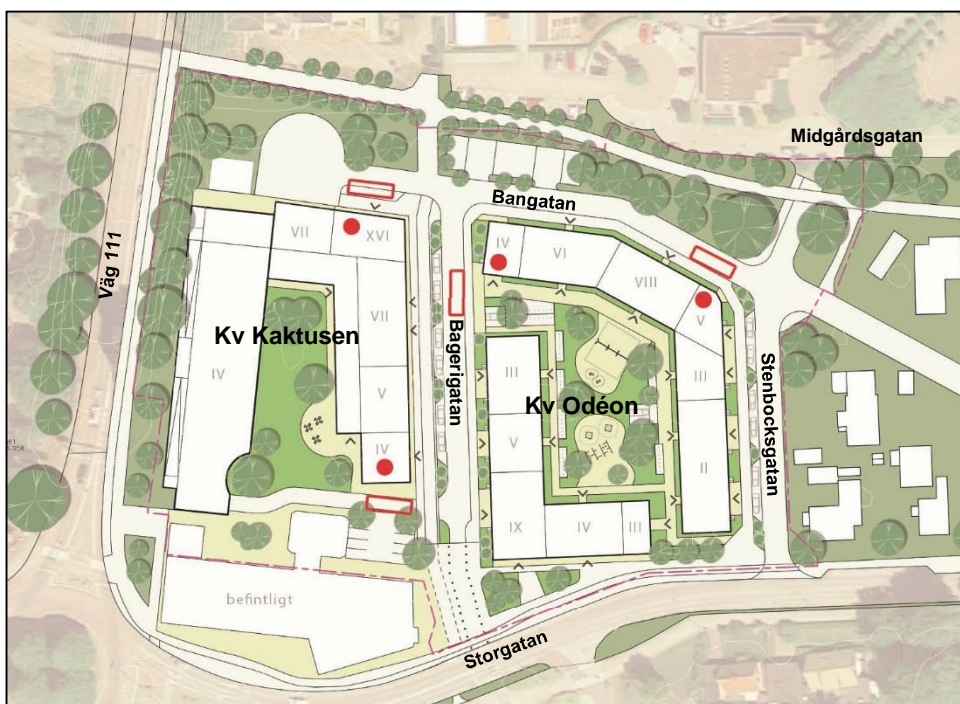 Midgårdsgatan
Bangatan
Väg 111
VII
XVI
IV
VI
VIII
V
Kv Kaktusen
VII
IV
Bagerigatan
III
III
Kv Odéon
Stenbocksgatan
V
V
IV
II
IX
IV
III
befintligt
Storgatan